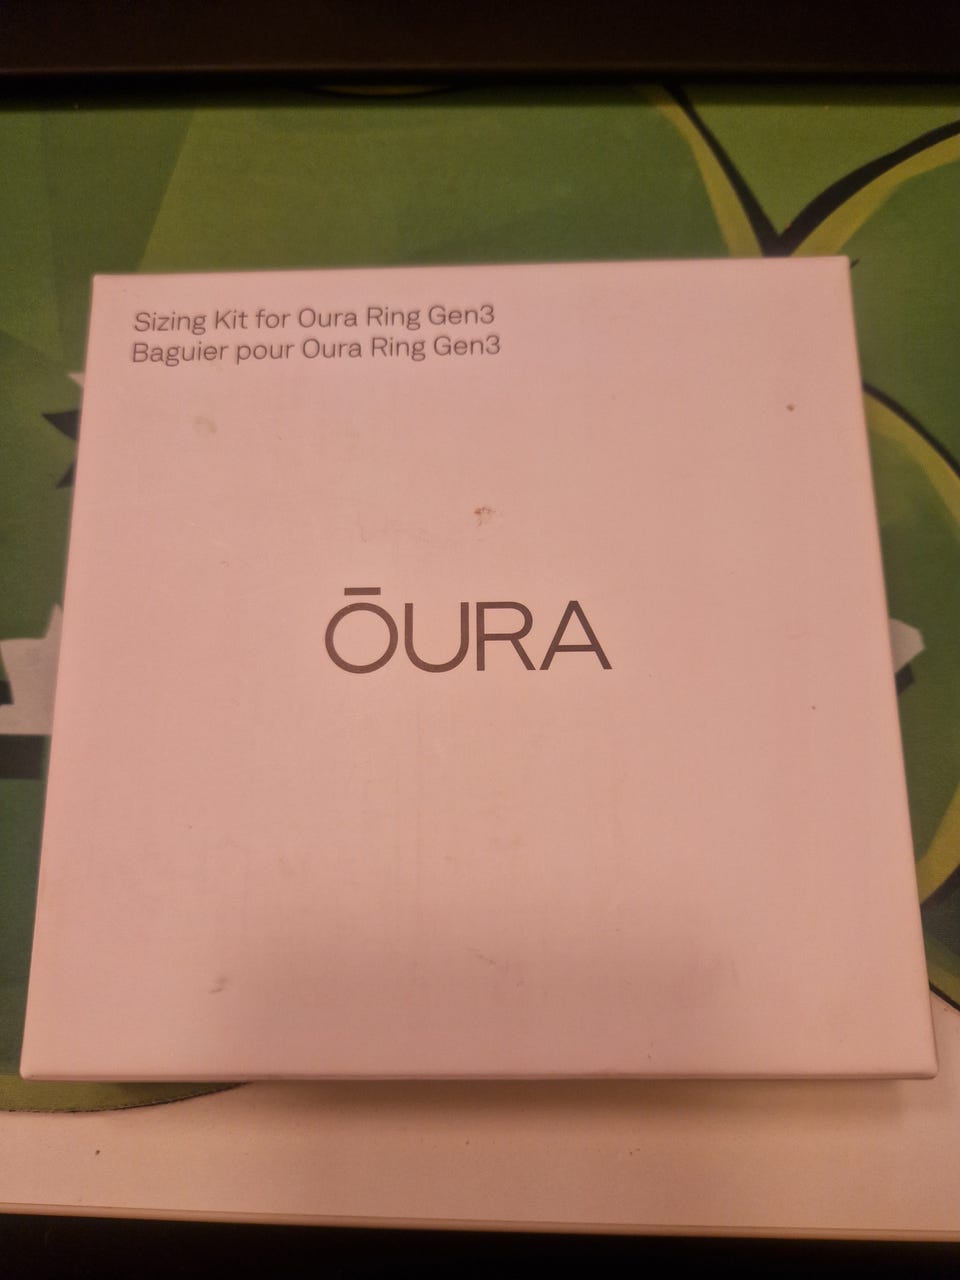 Sizing Kit for Oura Ring Gen3
Baguier pour Oura Ring Gen3
ŌURA